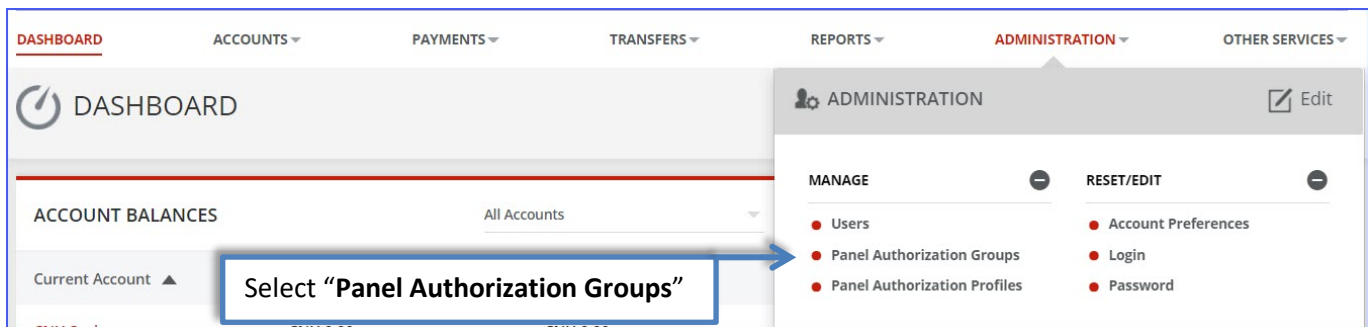 DASHBOARD ACCOUNTS PAYMENTS TRANSFERS REPORTS ADMINISTRATION OTHER SERVICES
DASHBOARD
ADMINISTRATION Edit
MANAGE RESET/EDIT
ACCOUNT BALANCES All Accounts
Users Account Preferences
Panel Authorization Groups Login
Current Account
Select “Panel Authorization Groups”
Panel Authorization Profiles Password